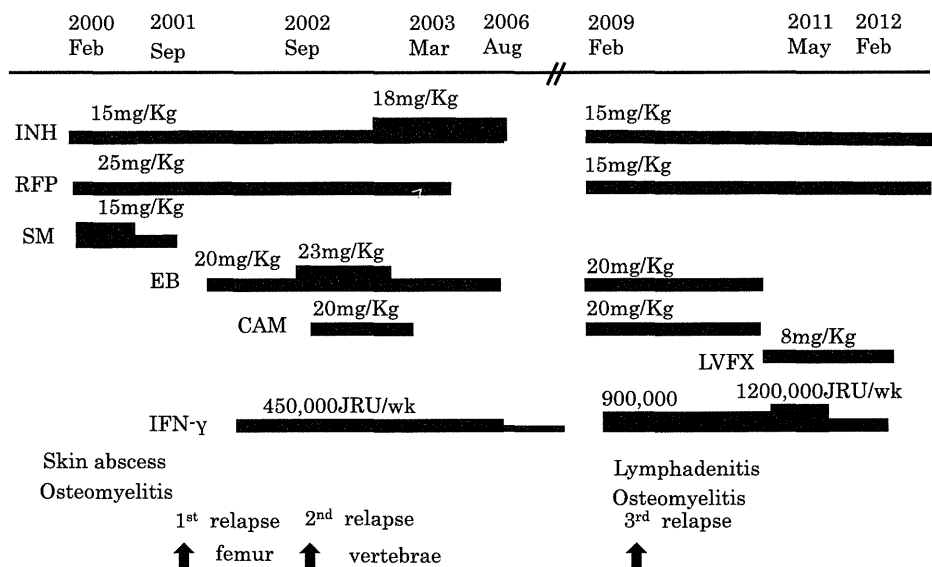 2000 2001 2002 2003 2006 2009 2011 2012
Feb Sep Sep Mar Aug Feb May Feb
18mg/Kg
15mg/Kg 15mg/Kg
INH
25mg/Kg 15mg/Kg
RFP
15mg/Kg
SM
20mg/Kg 23mg/Kg 20mg/Kg
EB
20mg/Kg 20mg/Kg
CAM
8mg/Kg
LVFX
450,000JRU/wk 900,000 1200,000JRU/wk
IFN-γ
Skin abscess Lymphadenitis
Osteomyelitis Osteomyelitis
1st relapse 2nd relapse 3rd relapse
femur vertebrae